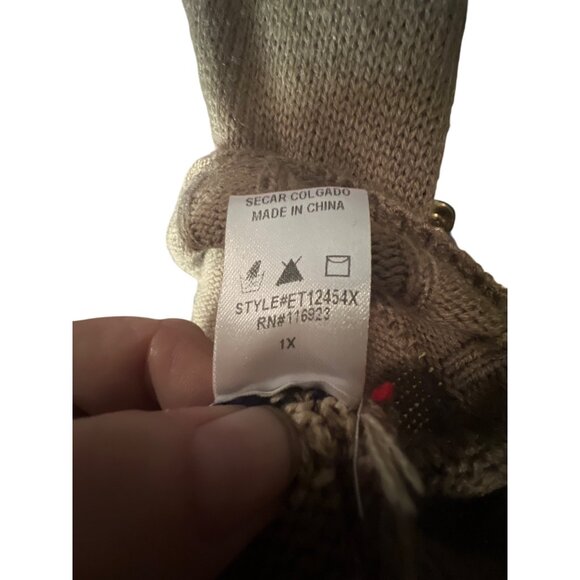 SECAR COLGADO
MADE IN CHINA
STYLE#ET12454X
RN#116923
1X